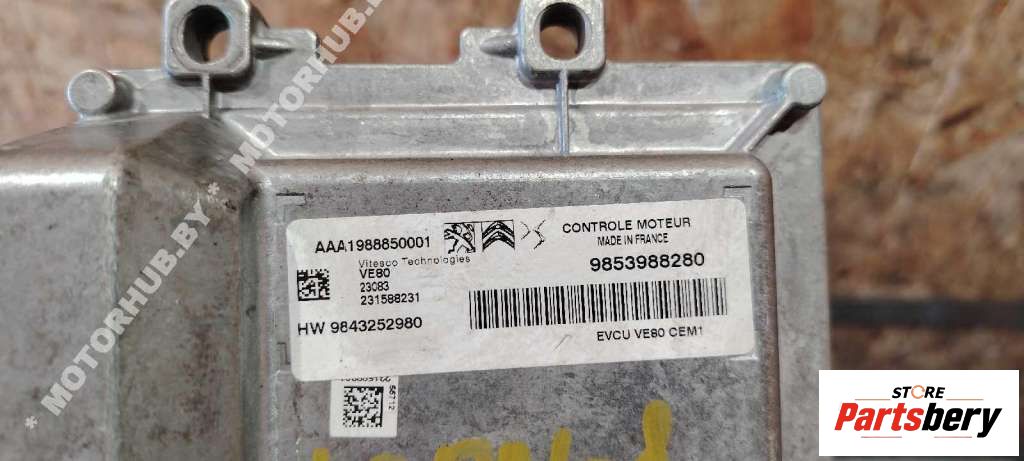 AAA1988850001
Vitesco Technologies
VE80
23083
231588231
HW 9843252980
CONTROLE MOTEUR
MADE IN FRANCE
9853988280
EVCU VE80 CEM1
66712
* MOTORHUB.BY * MOTORHUB.BY
STORE
Partsbery